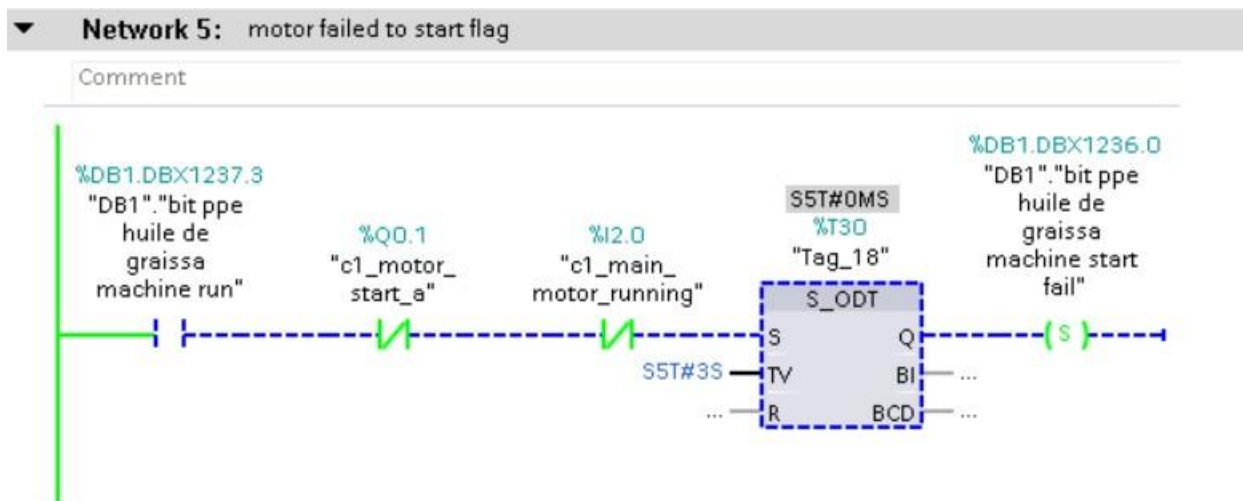 Network 5: motor failed to start flag
Comment
%DB1.DBX1237.3
"DB1"."bit ppe
huile de
graissa
machine run"
%Q0.1
"c1_motor_
start_a"
%I2.0
"c1_main_
motor_running"
S5T#0MS
%T30
"Tag_18"
S_ODT
S
Q
S5T#3S
TV
BI
...
...
R
BCD
...
%DB1.DBX1236.0
"DB1"."bit ppe
huile de
graissa
machine start
fail"
S